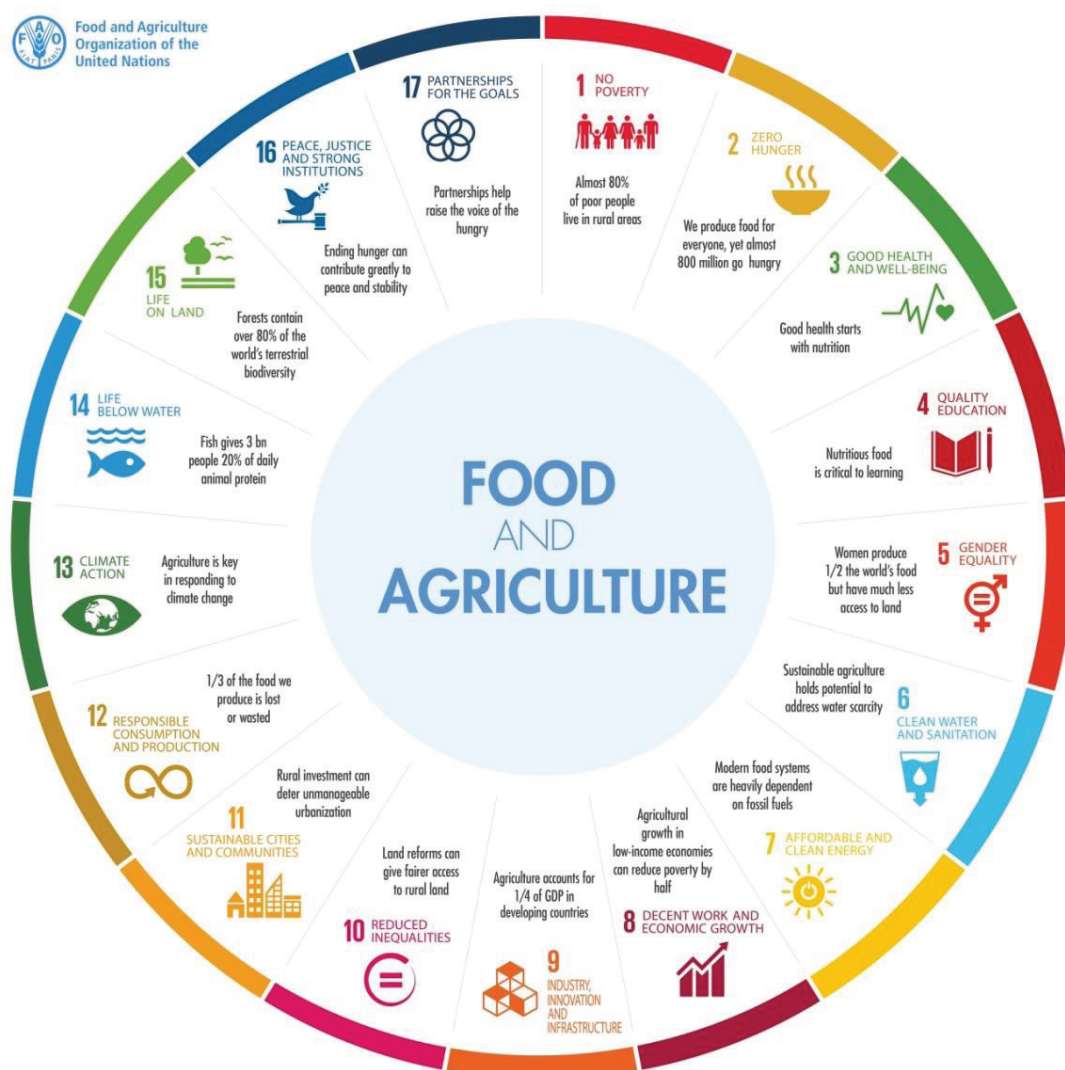 Food and Agriculture
Organization of the
United Nations
FAO
FIAT PANIS
1 NO
POVERTY
Almost 80%
of poor people
live in rural areas
2 ZERO
HUNGER
We produce food for
everyone, yet almost
800 million go hungry
3 GOOD HEALTH
AND WELL-BEING
Good health starts
with nutrition
4 QUALITY
EDUCATION
Nutritious food
is critical to learning
5 GENDER
EQUALITY
Women produce
1/2 the world's food
but have much less
access to land
6
CLEAN WATER
AND SANITATION
Sustainable agriculture
holds potential to
address water scarcity
7 AFFORDABLE AND
CLEAN ENERGY
Modern food systems
are heavily dependent
on fossil fuels
8 DECENT WORK AND
ECONOMIC GROWTH
Agricultural
growth in
low-income economies
can reduce poverty by
half
9
INDUSTRY,
INNOVATION
AND
INFRASTRUCTURE
Agriculture accounts for
1/4 of GDP in
developing countries
10 REDUCED
INEQUALITIES
Land reforms can
give fairer access
to rural land
11
SUSTAINABLE CITIES
AND COMMUNITIES
Rural investment can
deter unmanageable
urbanization
12 RESPONSIBLE
CONSUMPTION
AND PRODUCTION
1/3 of the food we
produce is lost
or wasted
13 CLIMATE
ACTION
Agriculture is key
in responding to
climate change
14 LIFE
BELOW WATER
Fish gives 3 bn
people 20% of daily
animal protein
15
LIFE
ON LAND
Forests contain
over 80% of the
world's terrestrial
biodiversity
16 PEACE, JUSTICE
AND STRONG
INSTITUTIONS
Ending hunger can
contribute greatly to
peace and stability
17 PARTNERSHIPS
FOR THE GOALS
Partnerships help
raise the voice of the
hungry
FOOD
AND
AGRICULTURE